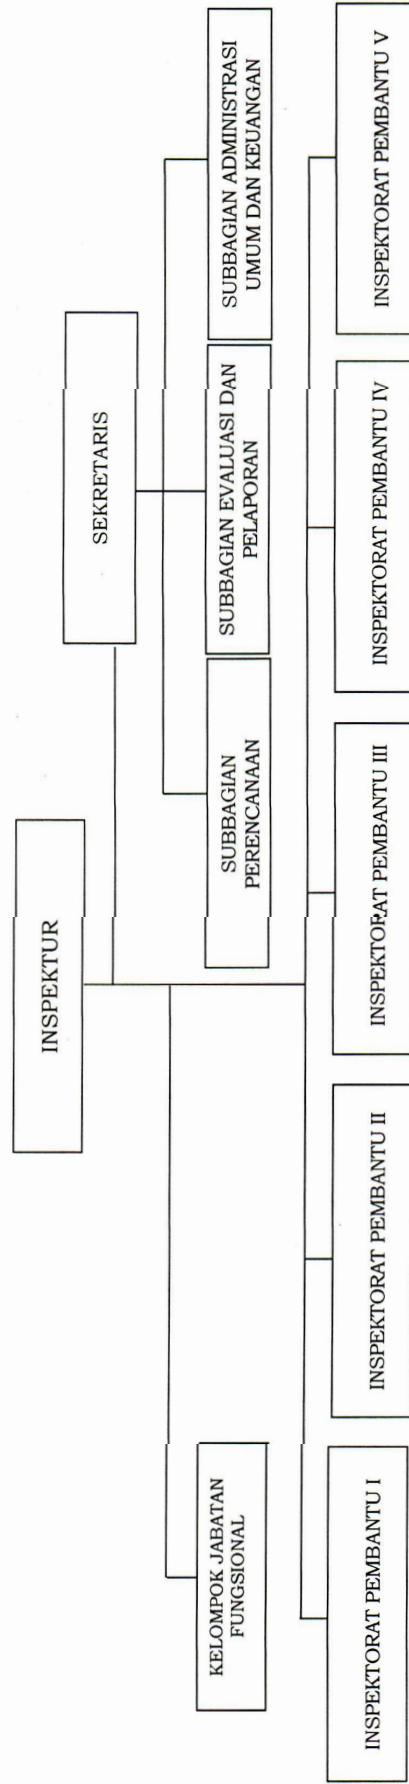 INSPEKTUR
SEKRETARIS
KELOMPOK JABATAN
FUNGSIONAL
SUBBAGIAN
PERENCANAAN
SUBBAGIAN EVALUASI DAN
PELAPORAN
SUBBAGIAN ADMINISTRASI
UMUM DAN KEUANGAN
INSPEKTORAT PEMBANTU I
INSPEKTORAT PEMBANTU II
INSPEKTORAT PEMBANTU III
INSPEKTORAT PEMBANTU IV
INSPEKTORAT PEMBANTU V